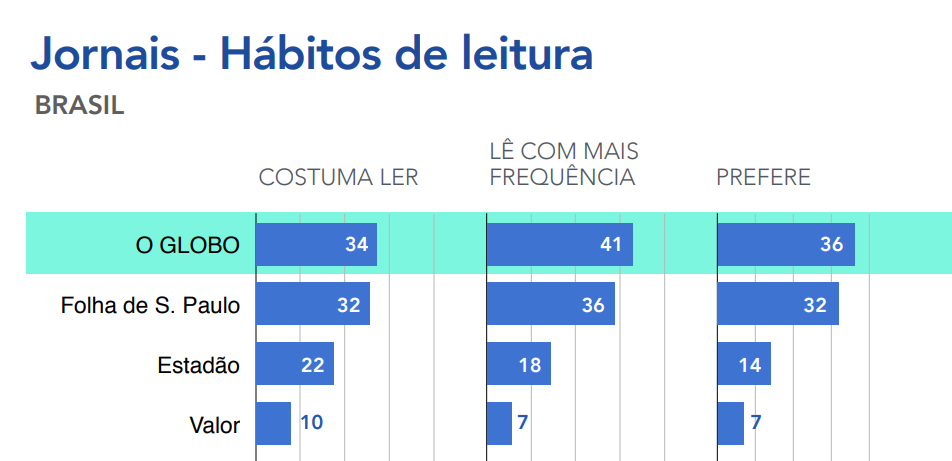 Jornais - Hábitos de leitura
BRASIL
COSTUMA LER
LÊ COM MAIS
FREQUÊNCIA
PREFERE
O GLOBO 34 41 36
Folha de S. Paulo 32 36 32
Estadão 22 18 14
Valor 10 7 7